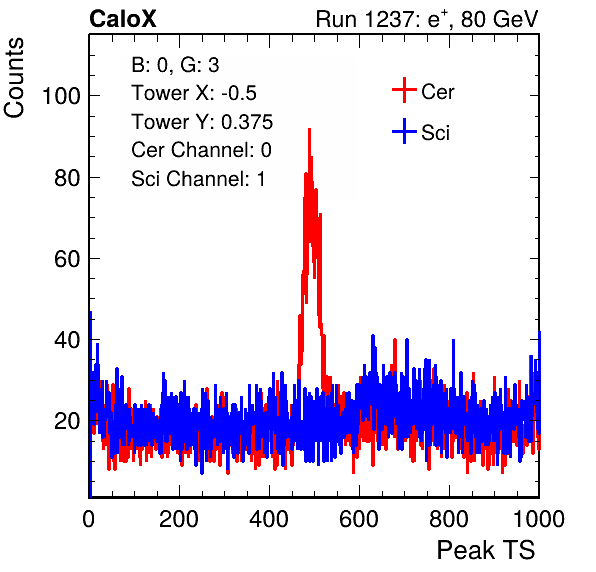 CaloX Run 1237: e⁺, 80 GeV
Counts
B: 0, G: 3
Tower X: -0.5
Tower Y: 0.375
Cer Channel: 0
Sci Channel: 1
Cer
Sci
100
80
60
40
20
0 200 400 600 800 1000
Peak TS